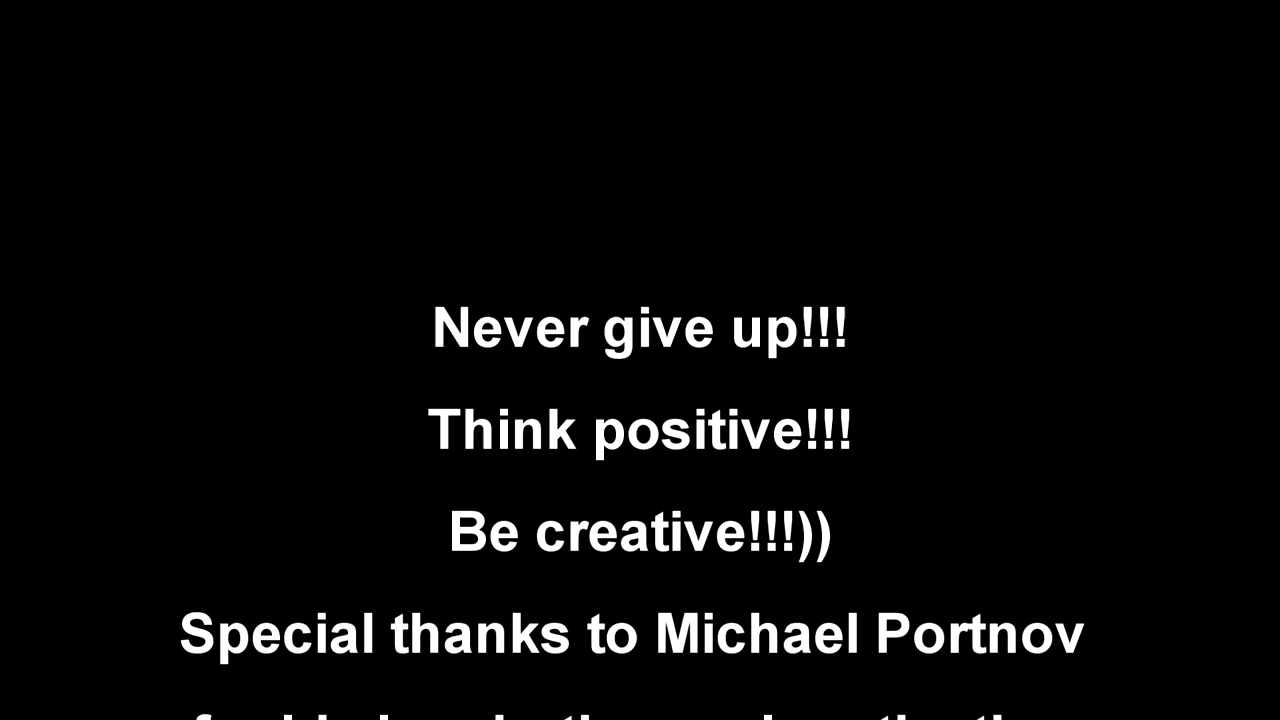 Never give up!!!
Think positive!!!
Be creative!!!))
Special thanks to Michael Portnov